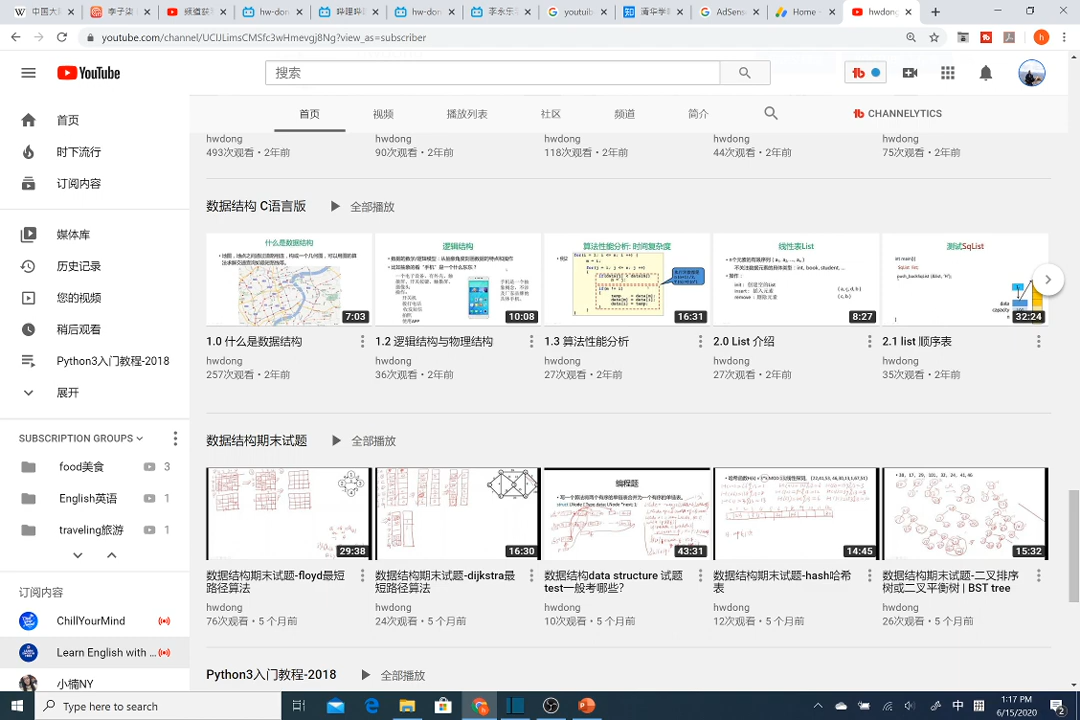 中国大
李子柒
频道获
hw-don
哔哩哔
hw-don
李永乐
youtuib
清华学
AdSens
Home -
hwdong
youtube.com/channel/UClJLimsCMSfc3wHmevgj8Ng?view_as=subscriber
YouTube
搜索
首页
视频
播放列表
社区
频道
简介
CHANNELYTICS
首页
时下流行
订阅内容
媒体库
历史记录
您的视频
稍后观看
Python3入门教程-2018
展开
SUBSCRIPTION GROUPS
food美食
3
English英语
1
traveling旅游
1
订阅内容
ChillYourMind
Learn English with ...
小楠NY
hwdong
493次观看・2年前
hwdong
90次观看・2年前
hwdong
118次观看・2年前
hwdong
44次观看・2年前
hwdong
75次观看・2年前
数据结构 C语言版
全部播放
什么是数据结构
7:03
逻辑结构
10:08
算法性能分析: 时间复杂度
16:31
线性表List
8:27
测试SqList
int main()
32:24
1.0 什么是数据结构
hwdong
257次观看・2年前
1.2 逻辑结构与物理结构
hwdong
36次观看・2年前
1.3 算法性能分析
hwdong
27次观看・2年前
2.0 List 介绍
hwdong
27次观看・2年前
2.1 list 顺序表
hwdong
35次观看・2年前
数据结构期末试题
全部播放
29:38
16:30
编程题
43:31
14:45
15:32
数据结构期末试题-floyd最短
路径算法
hwdong
76次观看・5 个月前
数据结构期末试题-dijkstra最
短路径算法
hwdong
24次观看・5 个月前
数据结构data structure 试题
test一般考哪些?
hwdong
10次观看・5 个月前
数据结构期末试题-hash哈希
表
hwdong
12次观看・5 个月前
数据结构期末试题-二叉排序
树或二叉平衡树 | BST tree
hwdong
26次观看・5 个月前
Python3入门教程-2018
全部播放
Type here to search
中
1:17 PM
6/15/2020
2